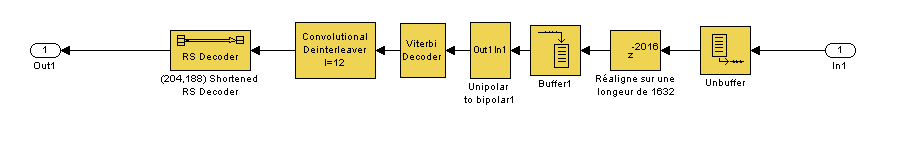 1
Out1
RS Decoder
(204,188) Shortened
RS Decoder
Convolutional
Deinterleaver
I=12
Viterbi
Decoder
Out1 In1
Unipolar
to bipolar1
Buffer1
-2016
z
Réaligne sur une
longeur de 1632
Unbuffer
1
In1